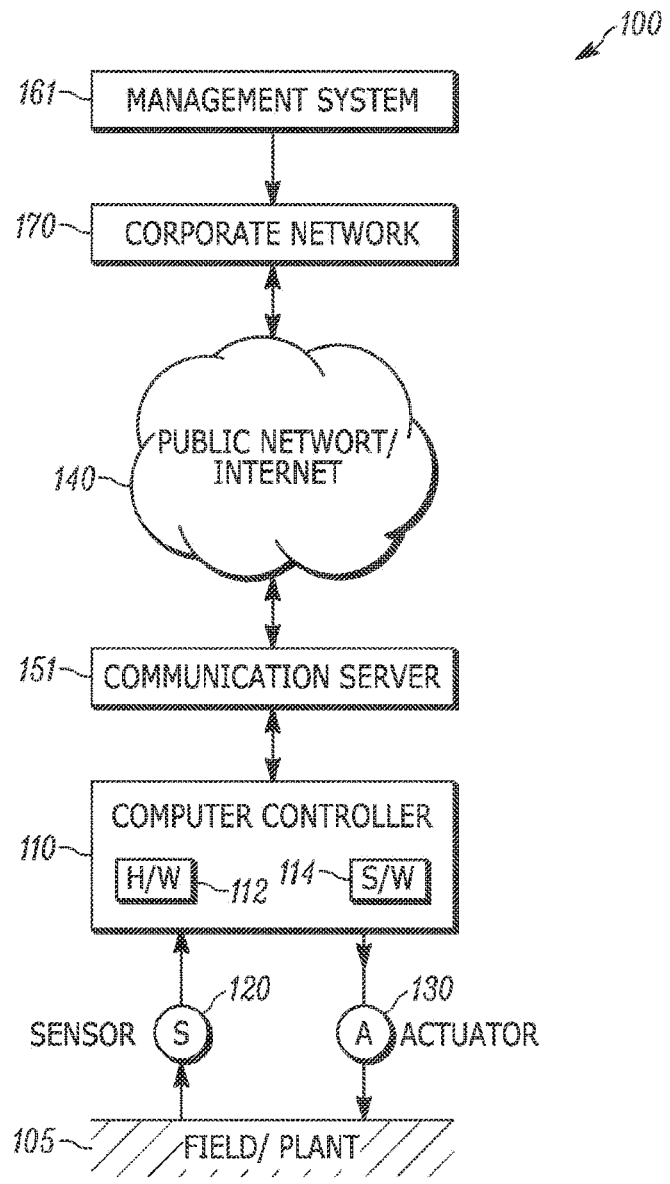 100
161
MANAGEMENT SYSTEM
170
CORPORATE NETWORK
PUBLIC NETWORT/
INTERNET
140
151
COMMUNICATION SERVER
COMPUTER CONTROLLER
110
H/W
112
114
S/W
120
130
SENSOR
S
A
ACTUATOR
105
FIELD/ PLANT